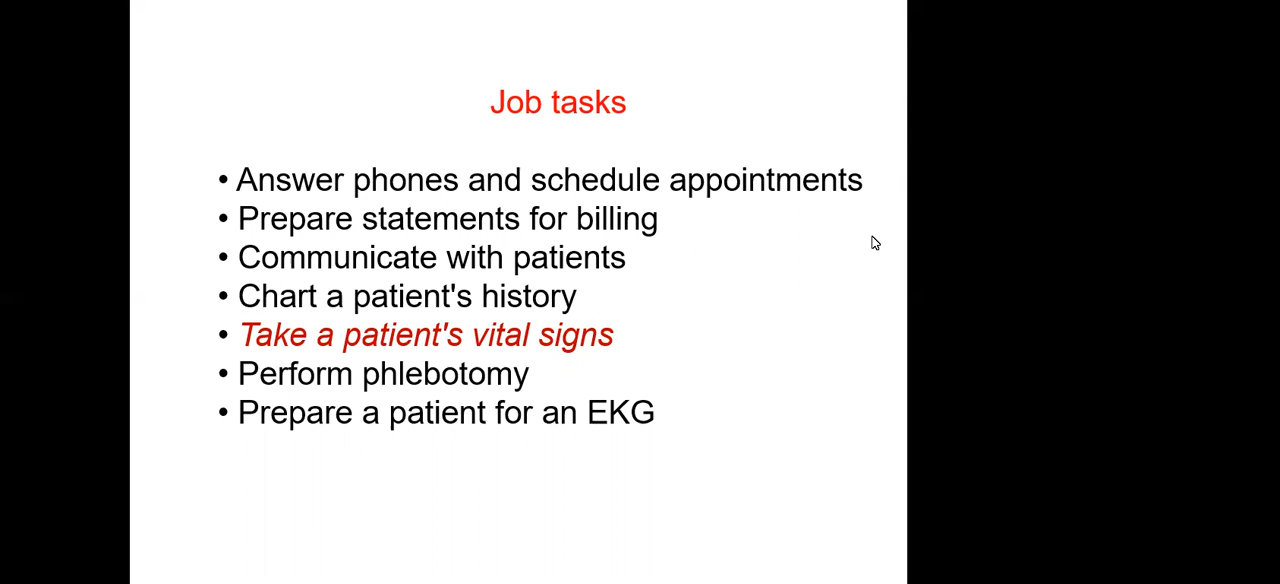 Job tasks
• Answer phones and schedule appointments
• Prepare statements for billing
• Communicate with patients
• Chart a patient's history
• Take a patient's vital signs
• Perform phlebotomy
• Prepare a patient for an EKG